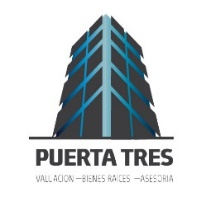 PUERTA TRES
VALUACION —BIENES RAICES —ASESORIA